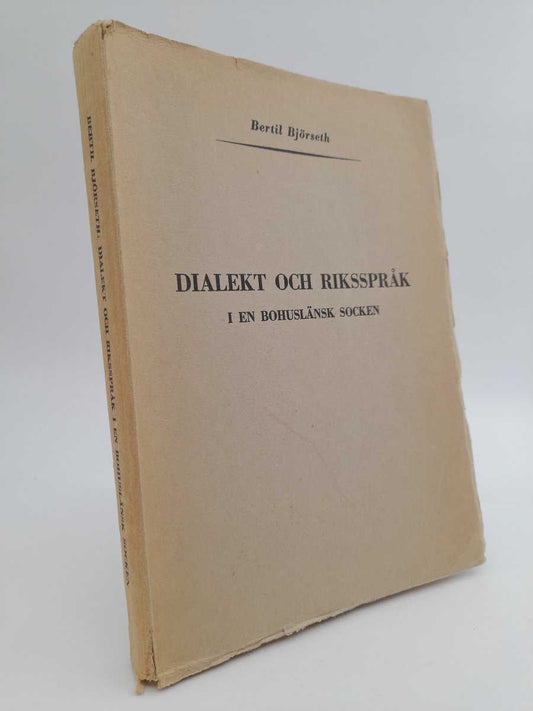 Bertil Björseth
DIALEKT OCH RIKSSPRÅK
I EN BOHUSLÄNSK SOCKEN
BERTIL BJÖRSETH. DIALEKT OCH RIKSSPRÅK I EN BOHUSLÄNSK SOCKEN